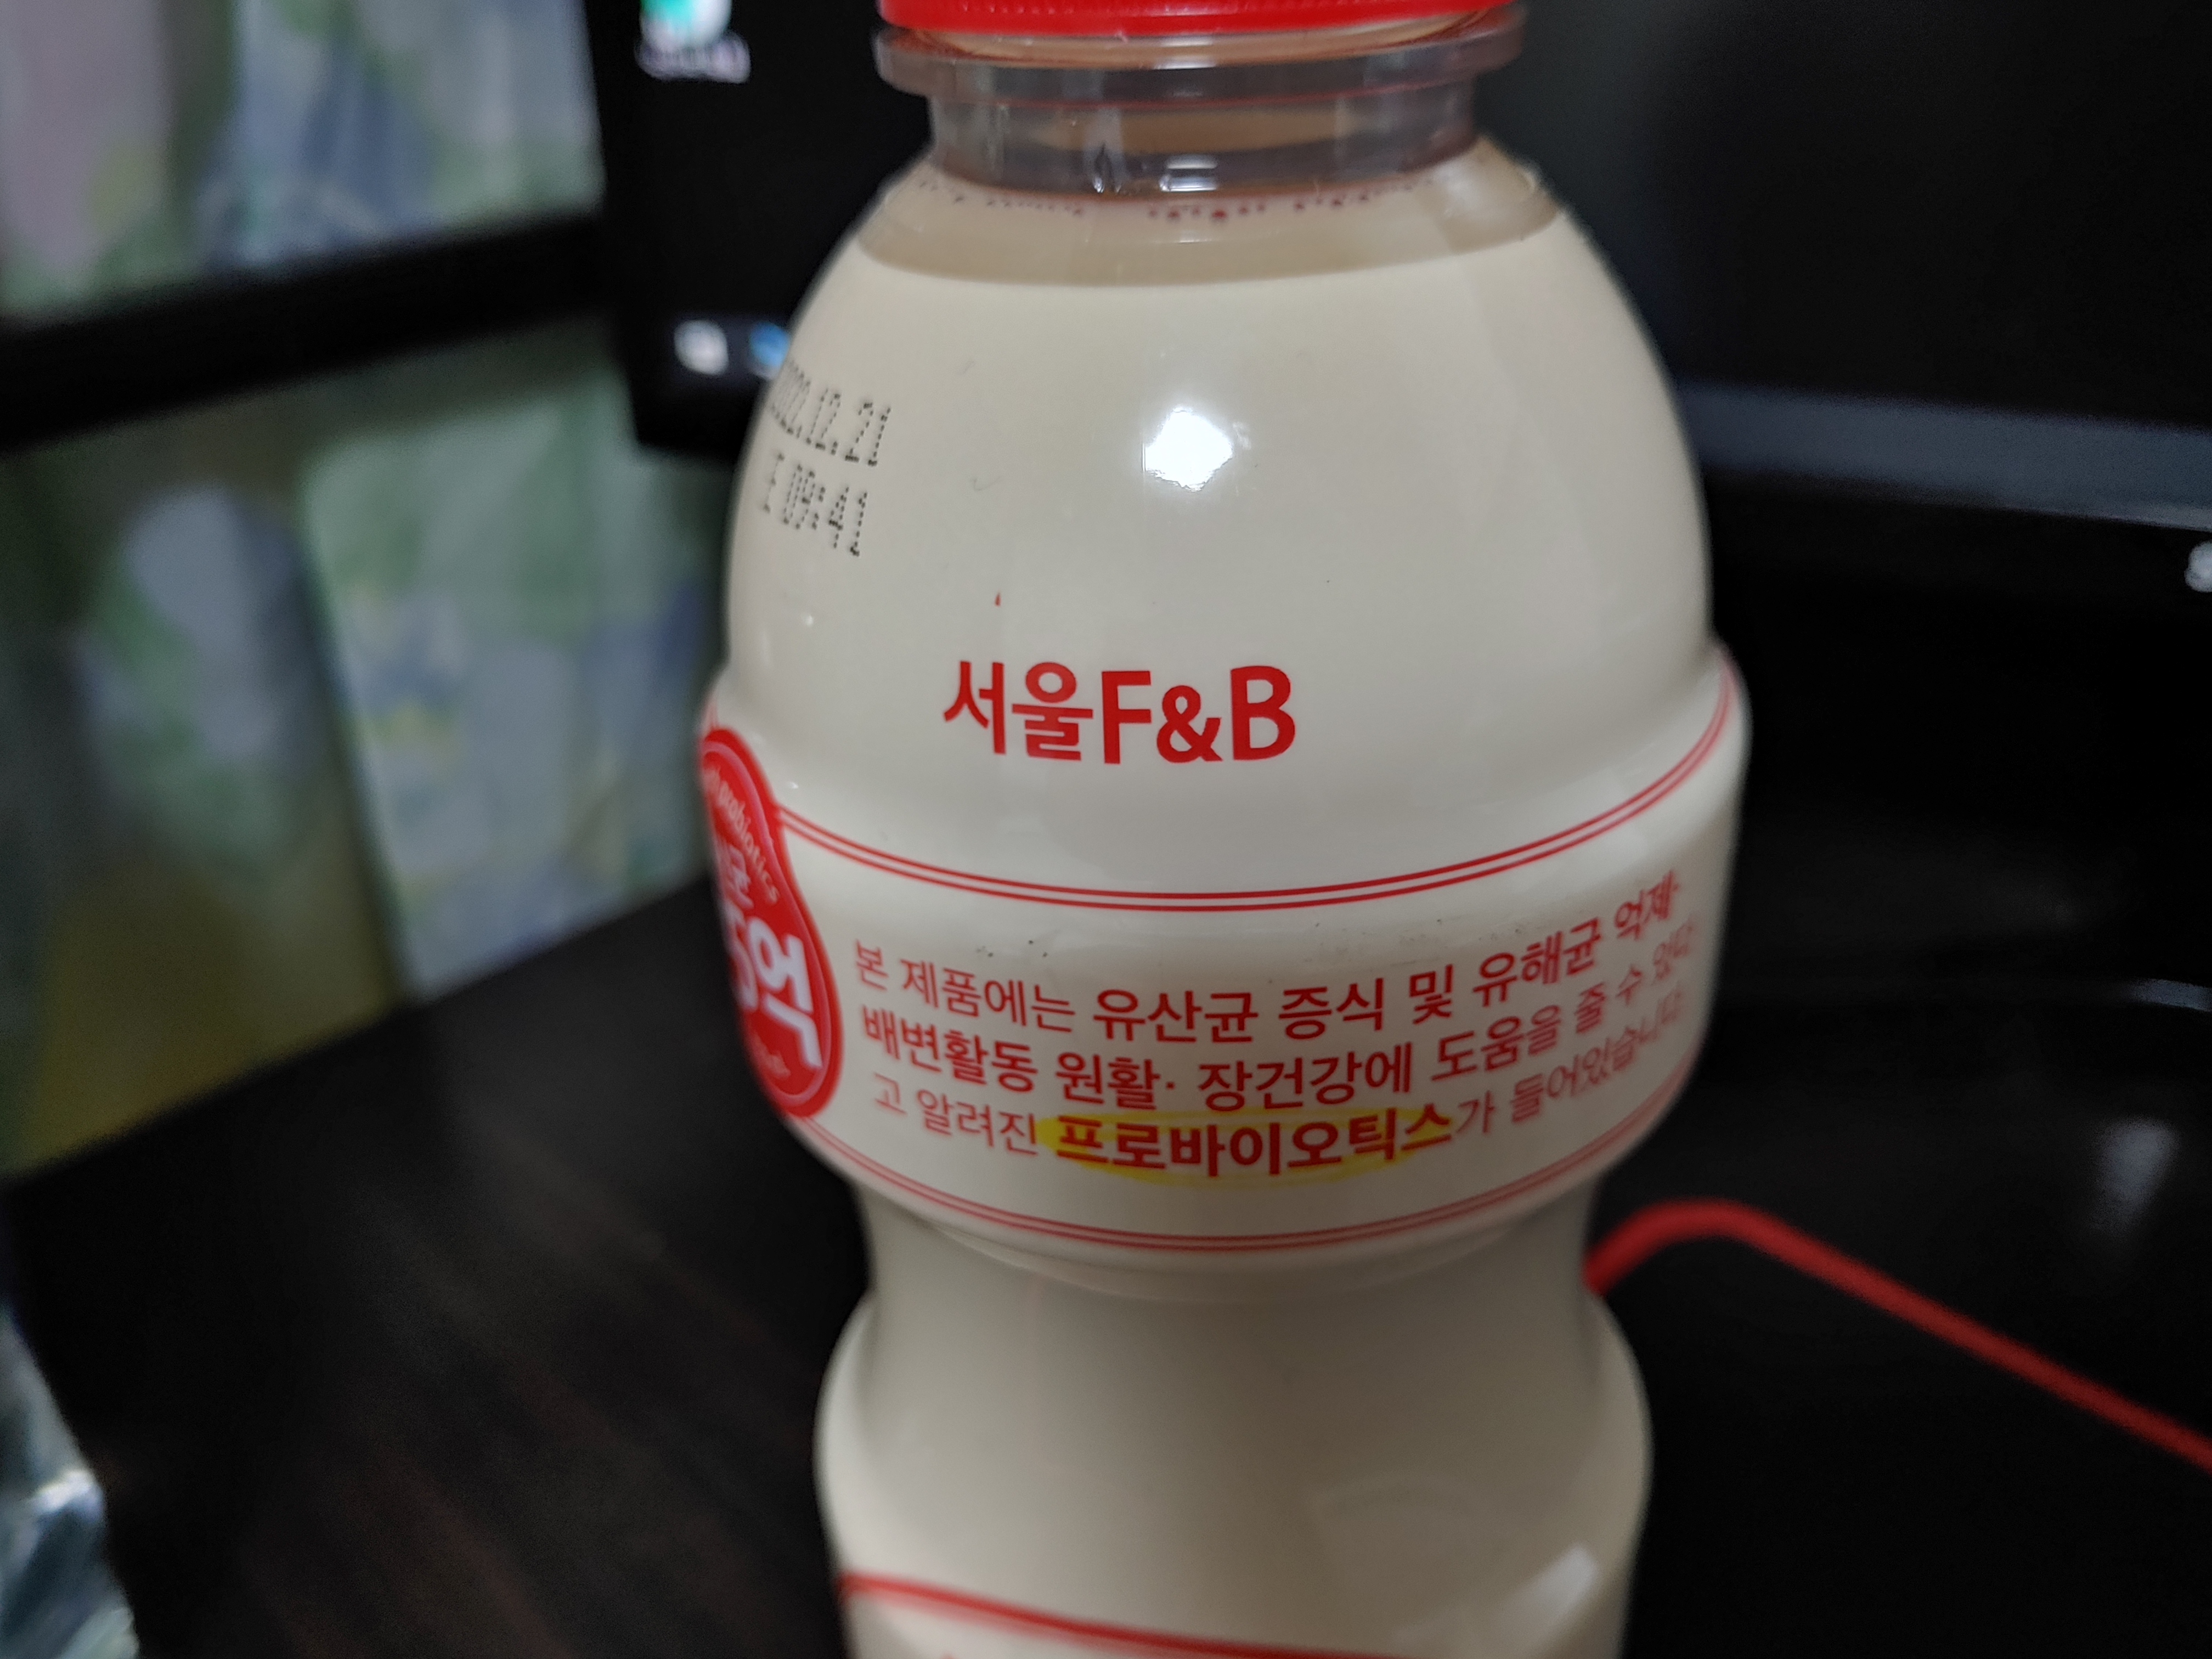 2022.12.21
E 09:41
서울F&B
probiotics
억
본 제품에는 유산균 증식 및 유해균 억제·
배변활동 원활· 장건강에 도움을 줄 수 있다
고 알려진 프로바이오틱스가 들어있습니다